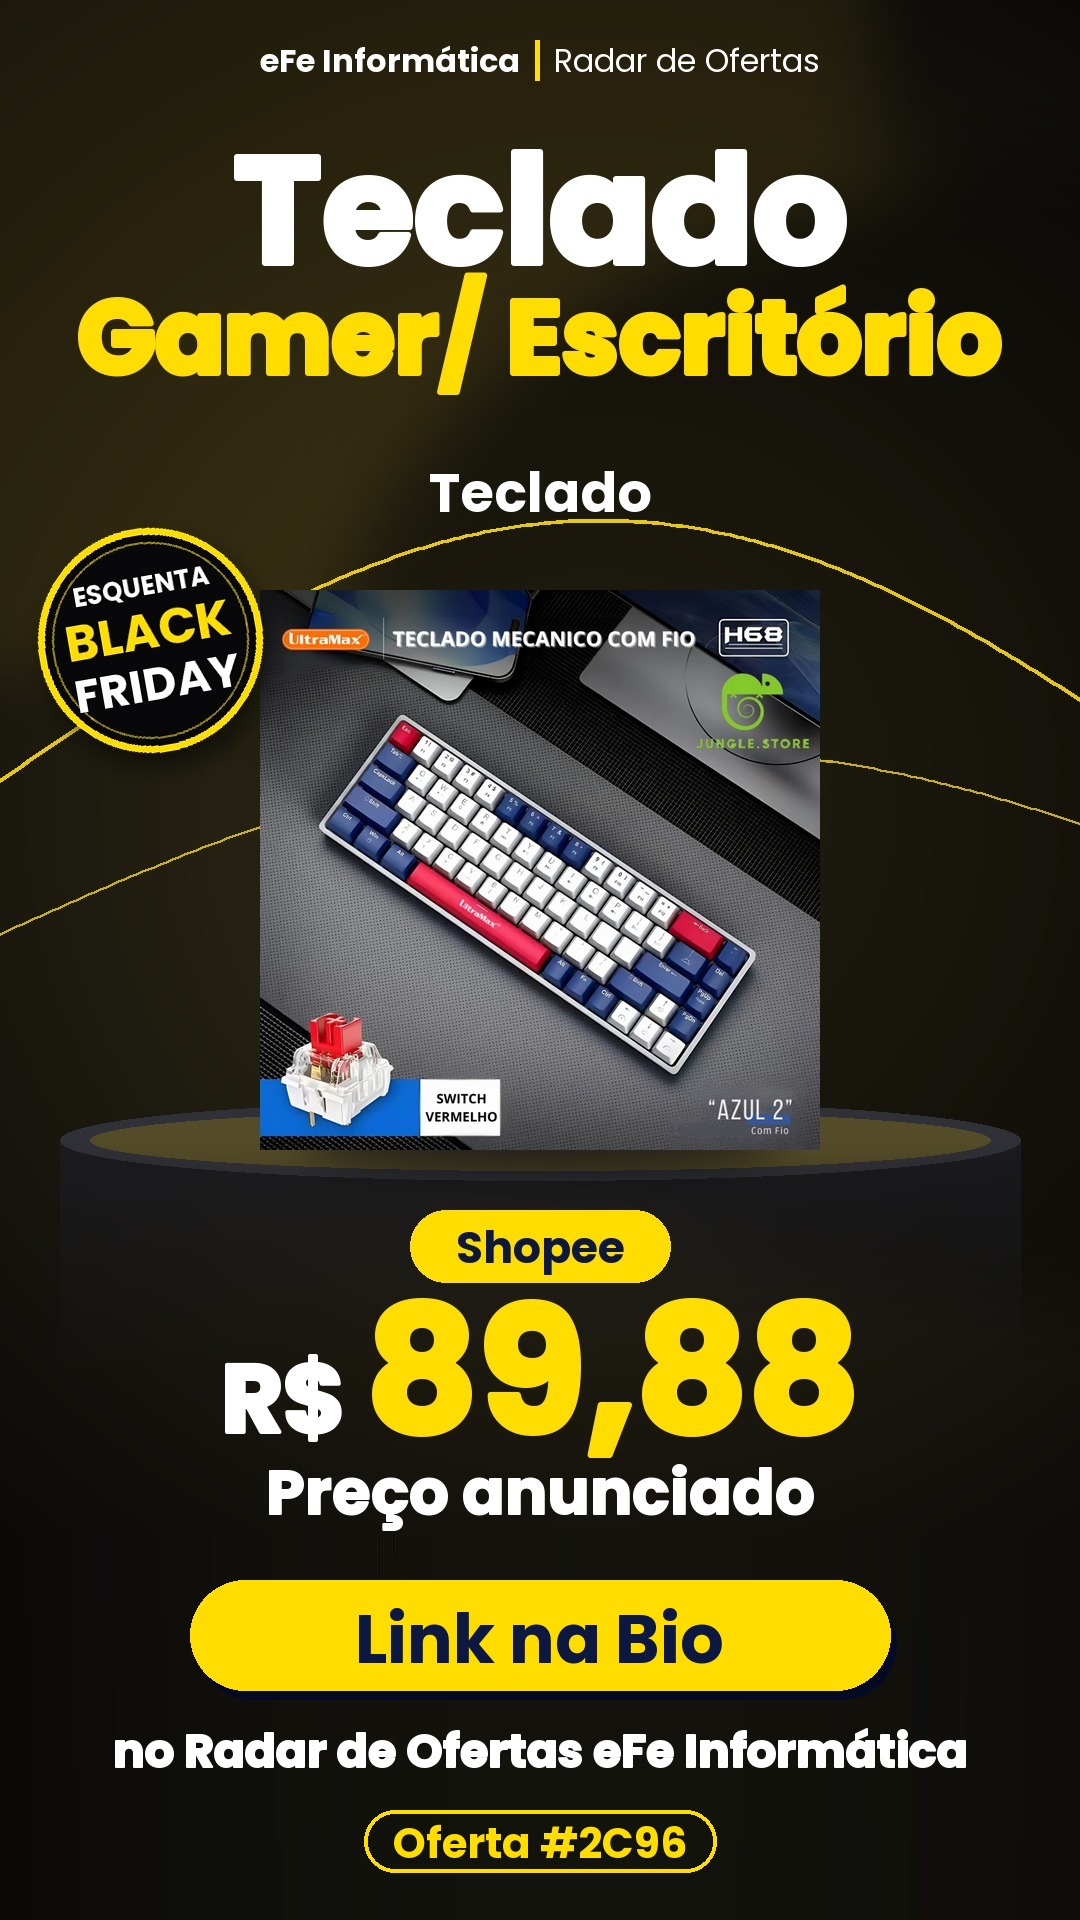 eFe Informática | Radar de Ofertas
Teclado
Gamer/ Escritório
Teclado
ESQUENTA
BLACK
FRIDAY
UltraMax
TECLADO MECANICO COM FIO
H68
JUNGLE.STORE
UltraMax
SWITCH
VERMELHO
“AZUL 2”
Com Fio
Shopee
R$ 89,88
Preço anunciado
Link na Bio
no Radar de Ofertas eFe Informática
Oferta #2C96